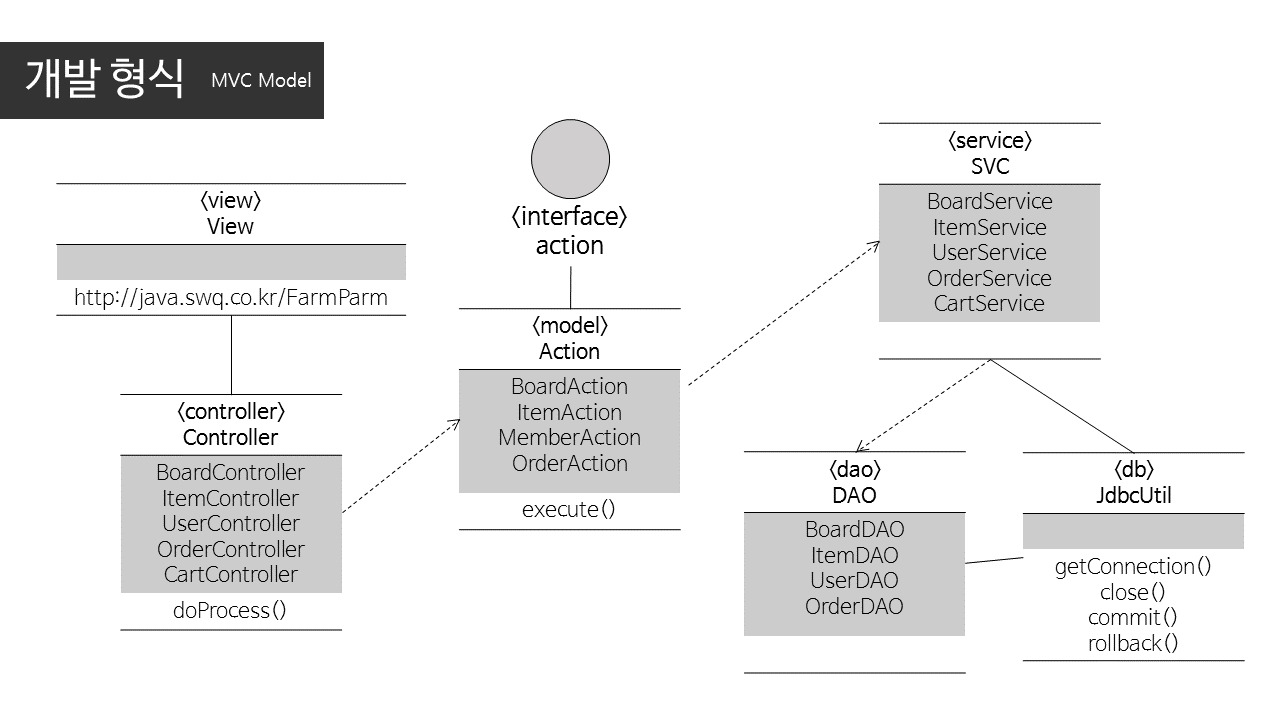 개발 형식 MVC Model
〈view〉
View
http://java.swq.co.kr/FarmParm
〈controller〉
Controller
BoardController
ItemController
UserController
OrderController
CartController
doProcess()
〈interface〉
action
〈model〉
Action
BoardAction
ItemAction
MemberAction
OrderAction
execute()
〈service〉
SVC
BoardService
ItemService
UserService
OrderService
CartService
〈dao〉
DAO
BoardDAO
ItemDAO
UserDAO
OrderDAO
〈db〉
JdbcUtil
getConnection()
close()
commit()
rollback()